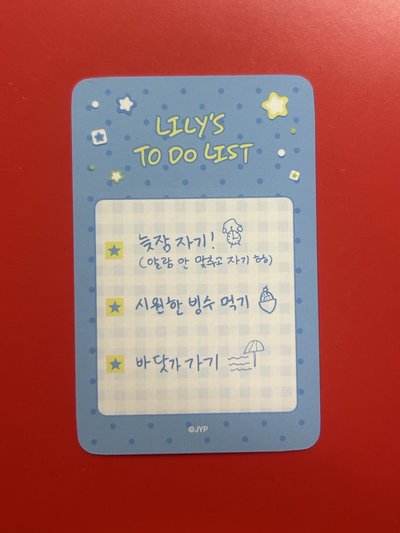 LILY'S
TO DO LIST
늦잠 자기!
(알람 안 맞추고 자기 ㅎㅎ)
시원한 빙수 먹기
바닷가 가기
©JYP